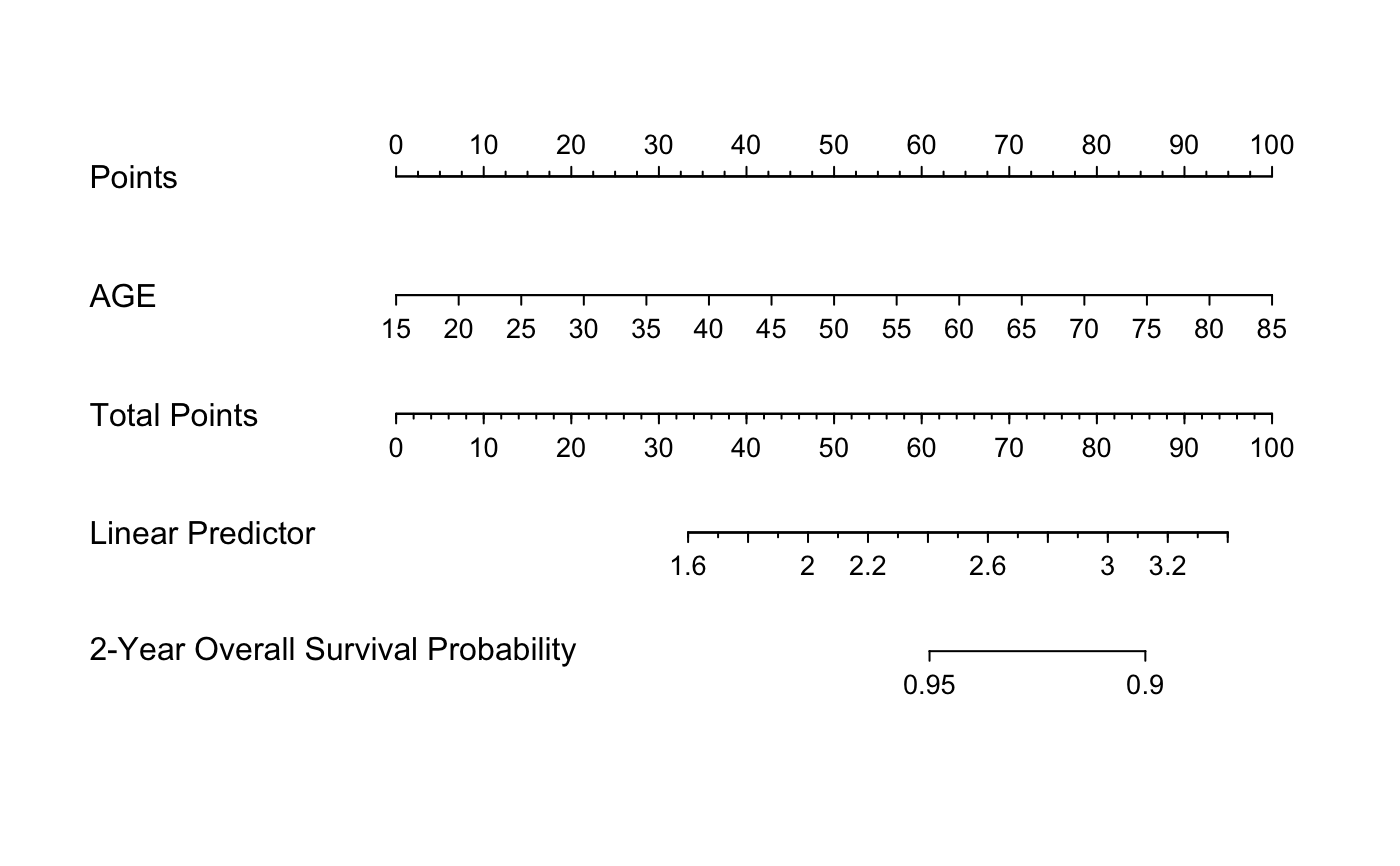 0 10 20 30 40 50 60 70 80 90 100
Points
AGE
15 20 25 30 35 40 45 50 55 60 65 70 75 80 85
Total Points
0 10 20 30 40 50 60 70 80 90 100
Linear Predictor
1.6 2 2.2 2.6 3 3.2
2-Year Overall Survival Probability
0.95 0.9